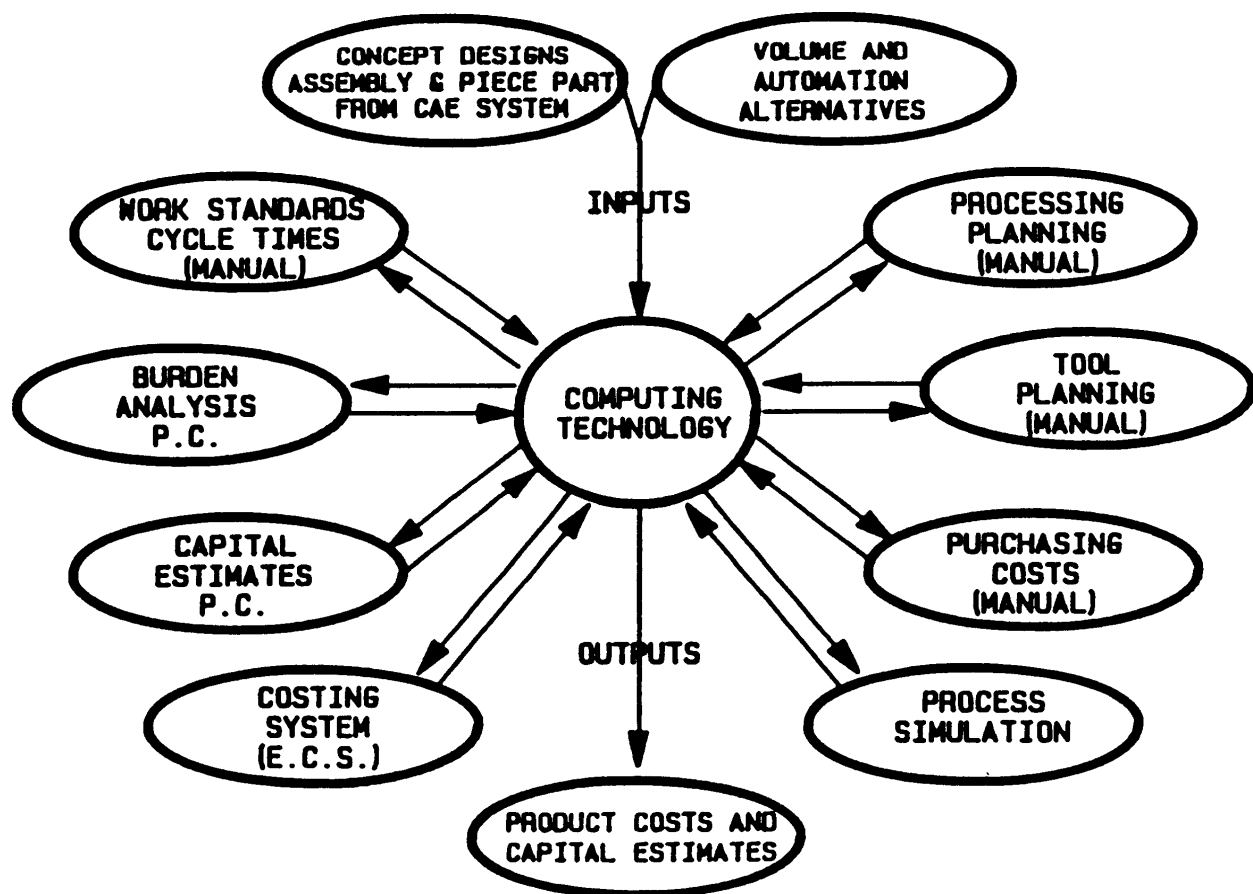 CONCEPT DESIGNS
ASSEMBLY & PIECE PART
FROM CAE SYSTEM
VOLUME AND
AUTOMATION
ALTERNATIVES
INPUTS
WORK STANDARDS
CYCLE TIMES
(MANUAL)
PROCESSING
PLANNING
(MANUAL)
BURDEN
ANALYSIS
P.C.
COMPUTING
TECHNOLOGY
TOOL
PLANNING
(MANUAL)
CAPITAL
ESTIMATES
P.C.
PURCHASING
COSTS
(MANUAL)
OUTPUTS
COSTING
SYSTEM
(E.C.S.)
PROCESS
SIMULATION
PRODUCT COSTS AND
CAPITAL ESTIMATES